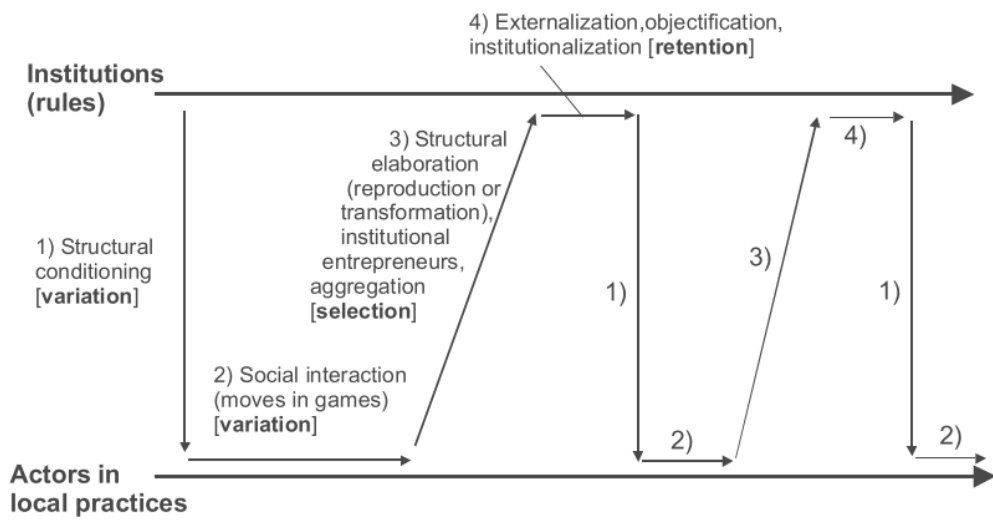 4) Externalization,objectification,
institutionalization [retention]
Institutions
(rules)
3) Structural
elaboration
(reproduction or
transformation),
institutional
entrepreneurs,
aggregation
[selection]
4)
1) Structural
conditioning
[variation]
1)
3)
1)
2) Social interaction
(moves in games)
[variation]
2)
2)
Actors in
local practices